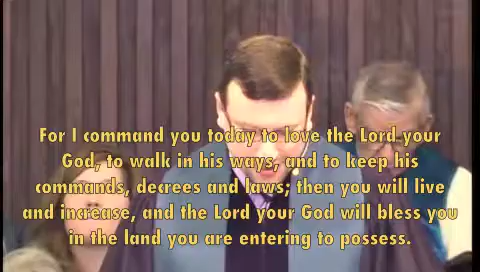 For I command you today to love the Lord your
God, to walk in his ways, and to keep his
commands, decrees and laws; then you will live
and increase, and the Lord your God will bless you
in the land you are entering to possess.